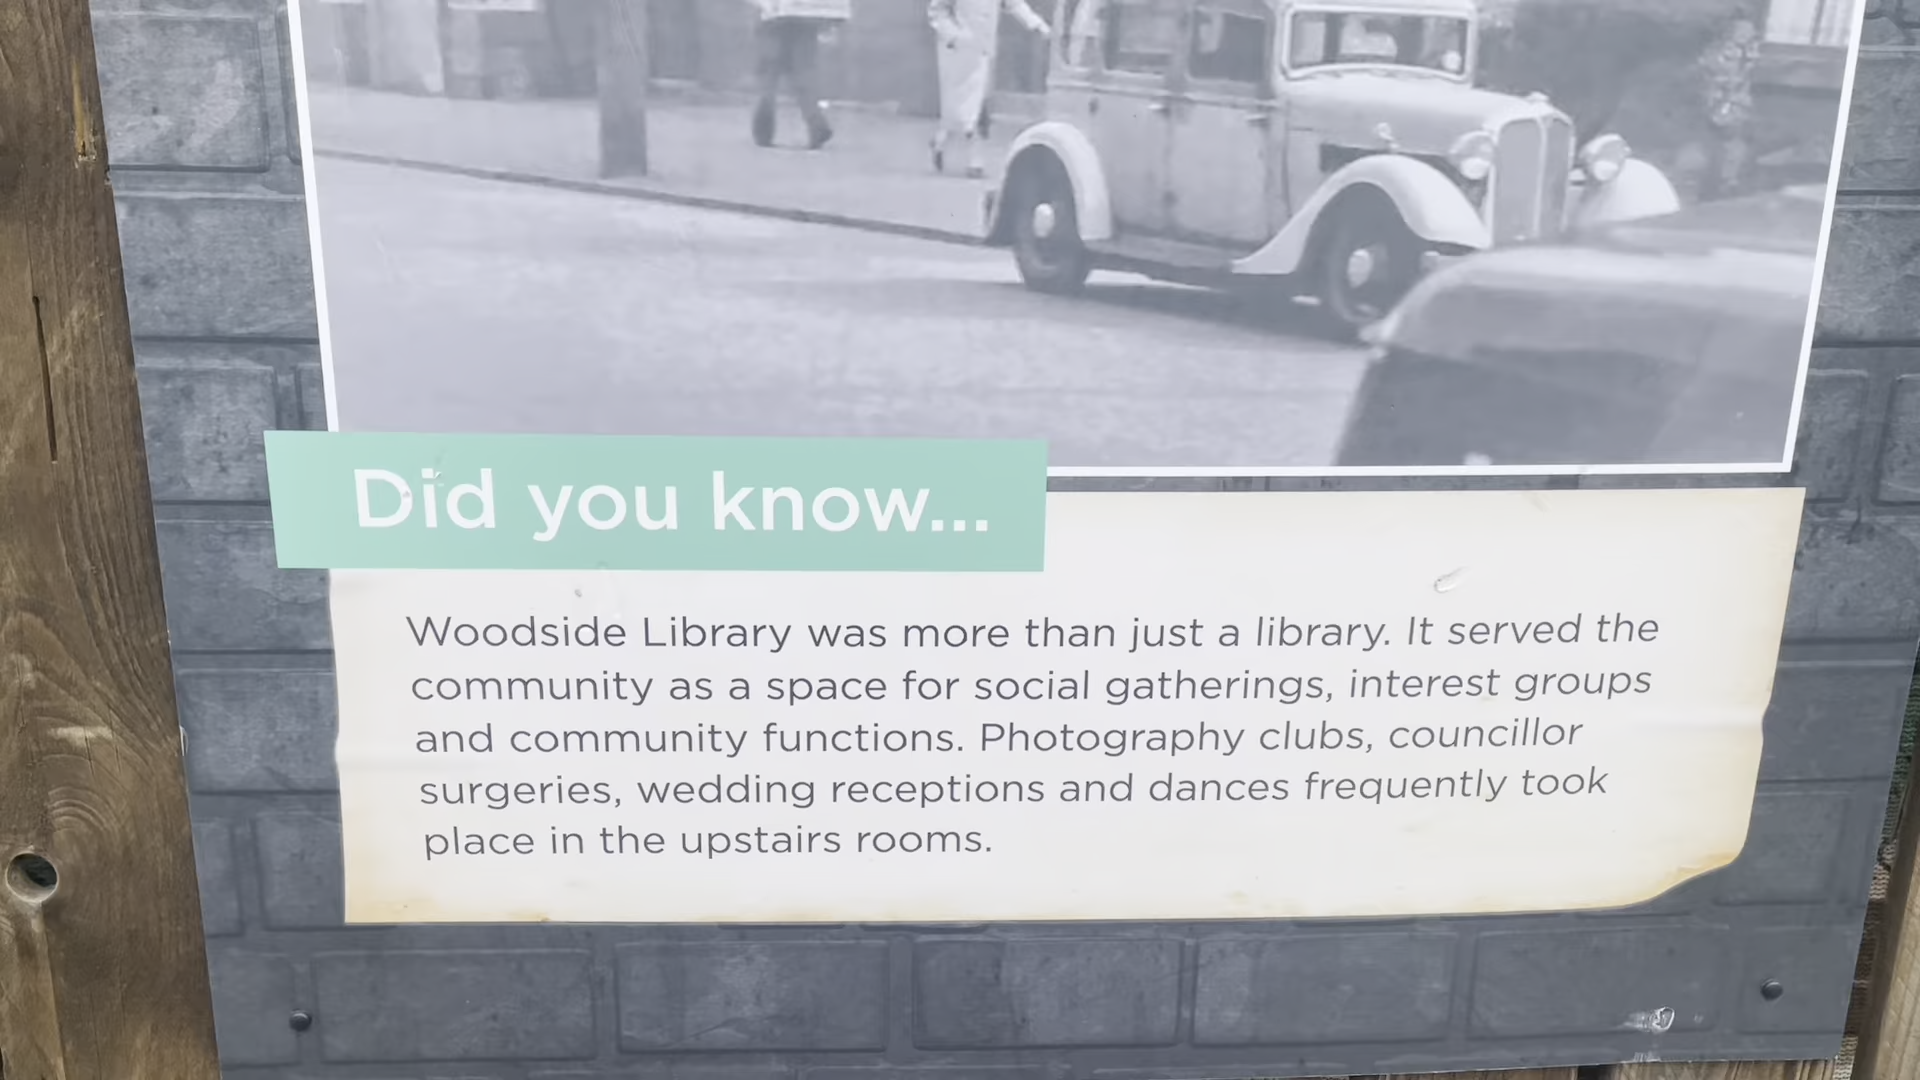 Did you know...
Woodside Library was more than just a library. It served the
community as a space for social gatherings, interest groups
and community functions. Photography clubs, councillor
surgeries, wedding receptions and dances frequently took
place in the upstairs rooms.